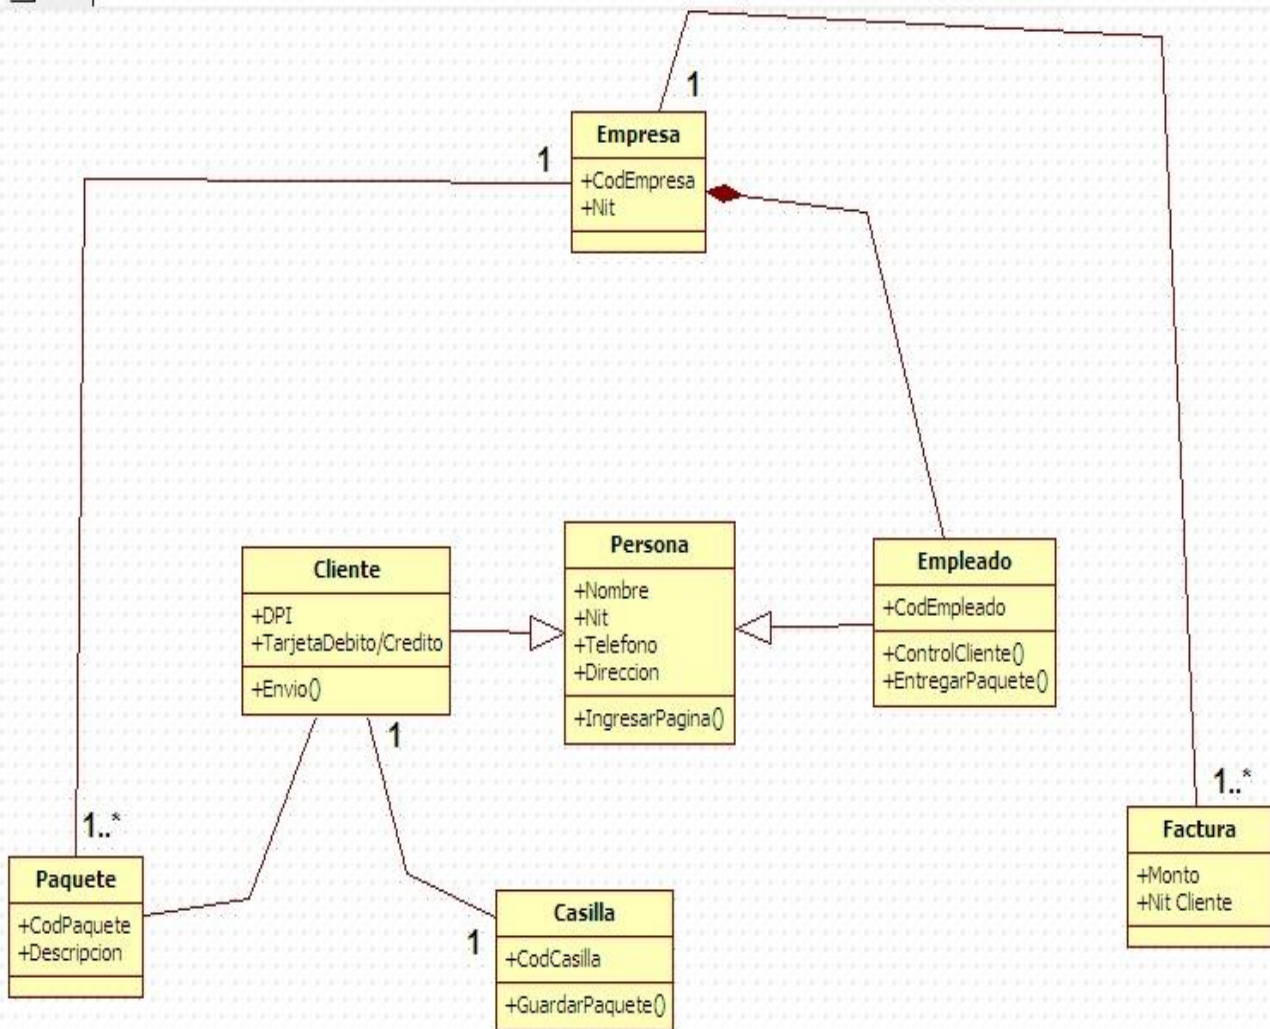 1
Empresa
1
+CodEmpresa
+Nit
Persona
+Nombre
+Nit
+Telefono
+Direccion
+IngresarPagina()
Cliente
+DPI
+TarjetaDebito/Credito
+Envio()
Empleado
+CodEmpleado
+ControlCliente()
+EntregarPaquete()
1
1..*
1..*
Paquete
+CodPaquete
+Descripcion
1
Casilla
+CodCasilla
+GuardarPaquete()
Factura
+Monto
+Nit Cliente